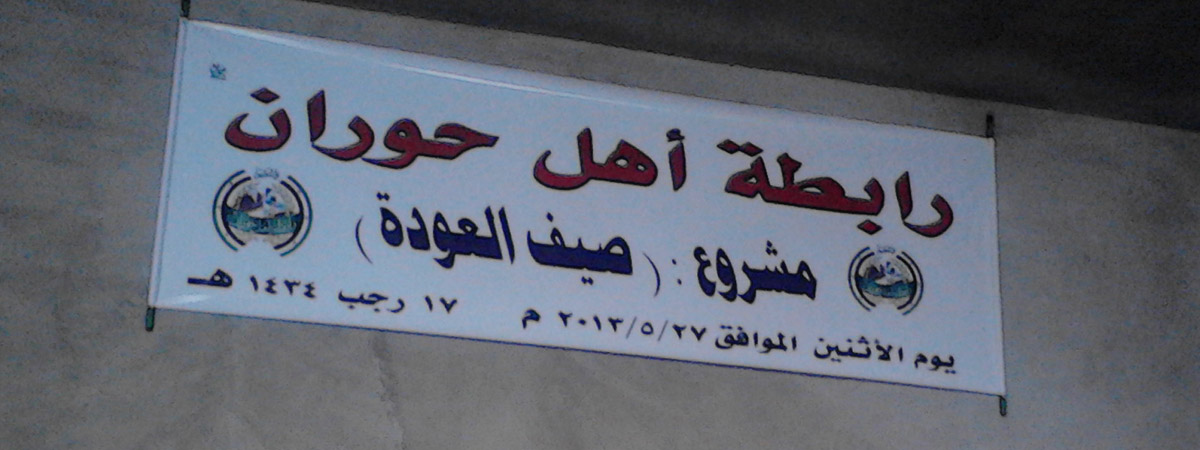 رابطة أهل حوران
مشروع : ( صيف العودة )
يوم الأثنين الموافق ٢٠١٣/٥/٢٧ م ١٧ رجب ١٤٣٤ هـ